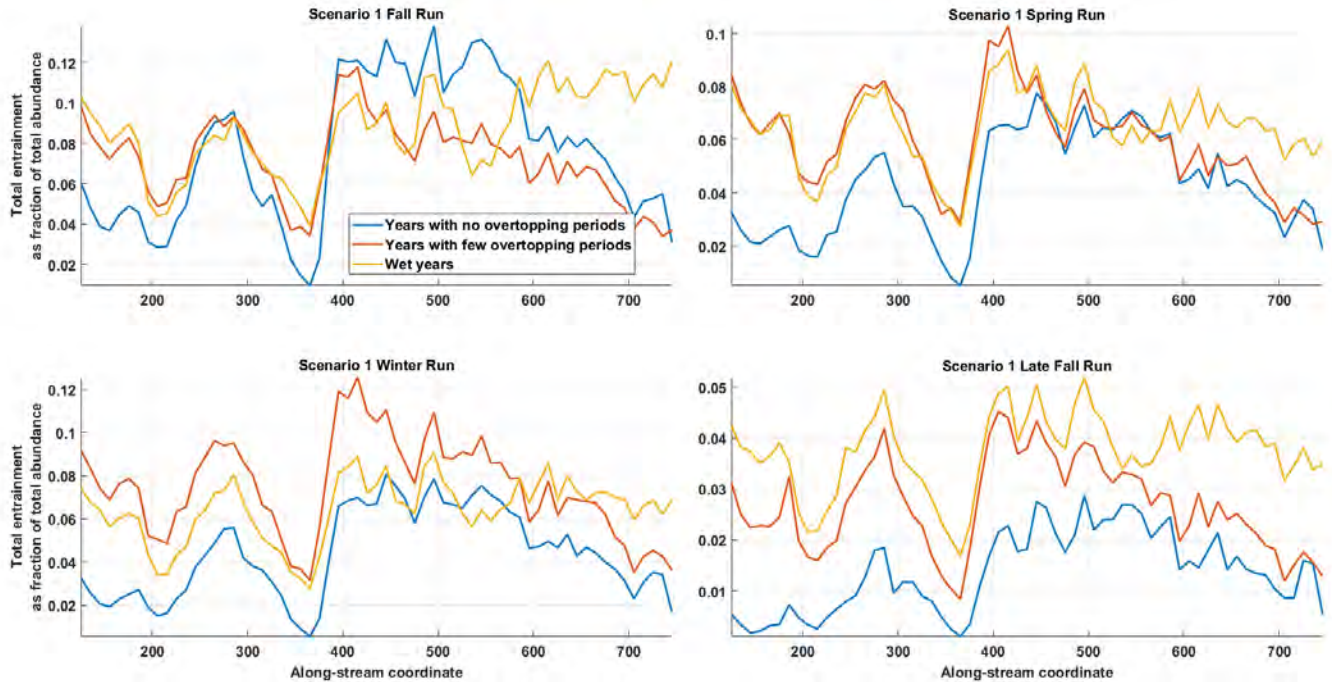 Scenario 1 Fall Run
Total entrainment
as fraction of total abundance
0.12
0.1
0.08
0.06
0.04
0.02
Years with no overtopping periods
Years with few overtopping periods
Wet years
200 300 400 500 600 700
Scenario 1 Spring Run
0.1
0.08
0.06
0.04
0.02
200 300 400 500 600 700
Scenario 1 Winter Run
Total entrainment
as fraction of total abundance
0.12
0.1
0.08
0.06
0.04
0.02
200 300 400 500 600 700
Along-stream coordinate
Scenario 1 Late Fall Run
0.05
0.04
0.03
0.02
0.01
200 300 400 500 600 700
Along-stream coordinate